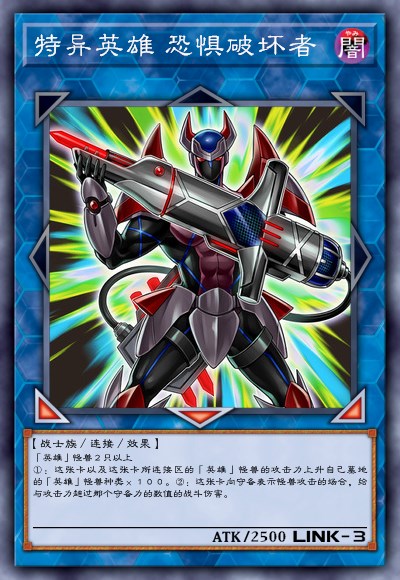 特异英雄 恐惧破坏者
闇
【战士族／连接／效果】
「英雄」怪兽2只以上
①：这张卡以及这张卡所连接区的「英雄」怪兽的攻击力上升自己墓地
的「英雄」怪兽种类×１００。②：这张卡向守备表示怪兽攻击的场合，给
与攻击力超过那个守备力的数值的战斗伤害。
ATK/2500 LINK-3